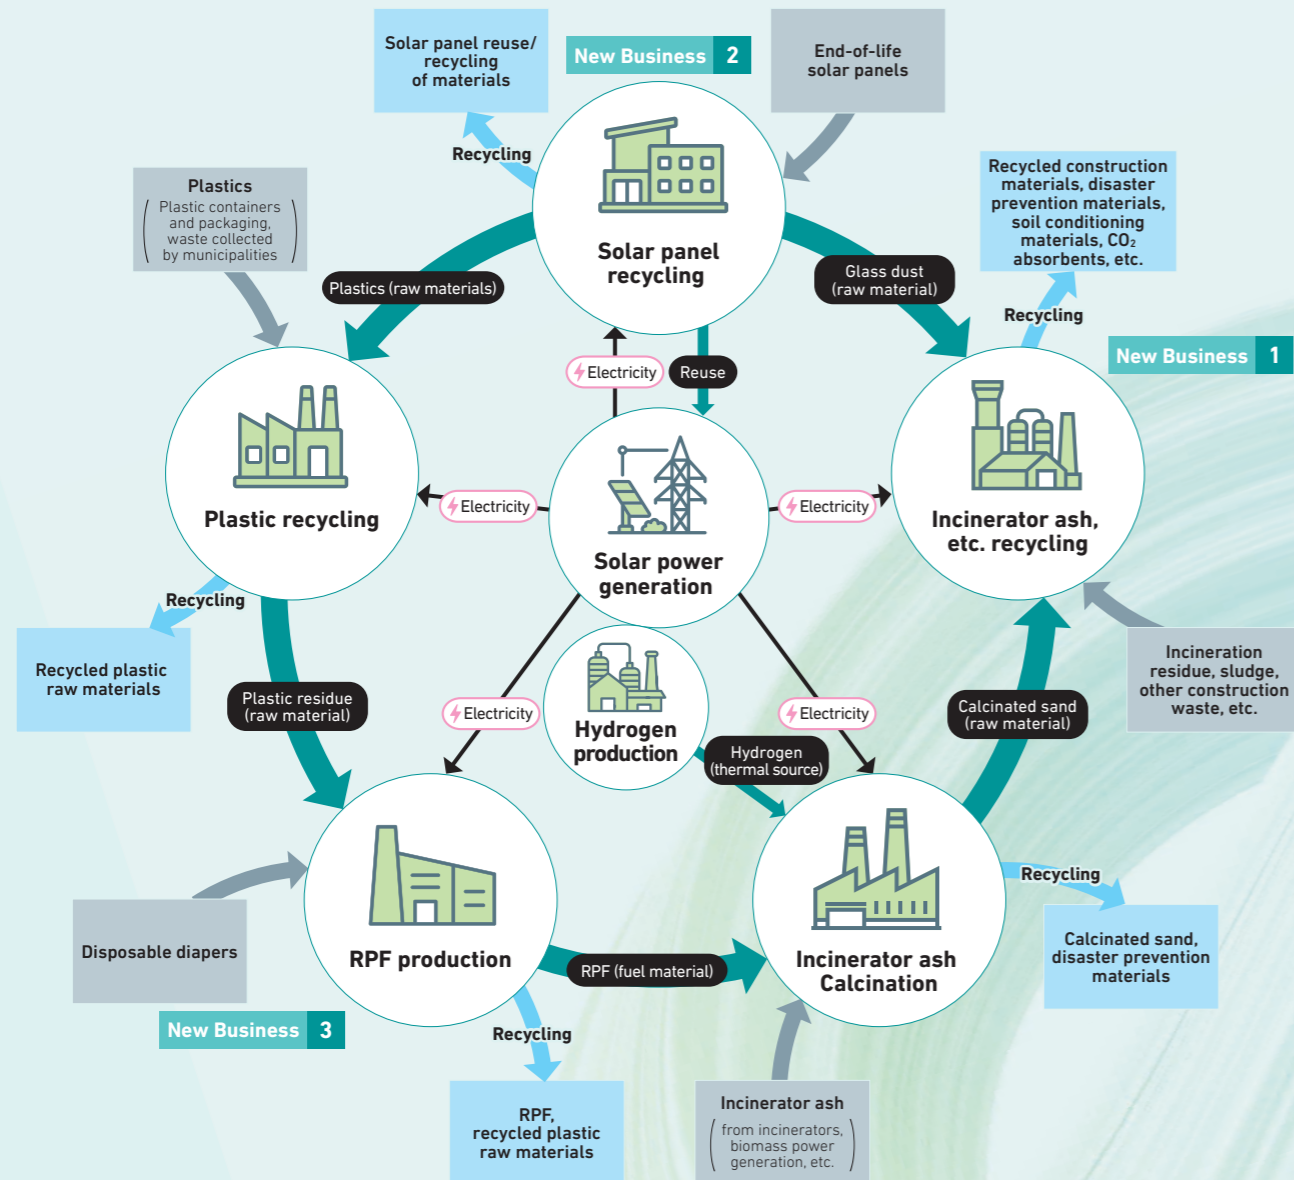 Solar panel reuse/
recycling
of materials
New Business 2
End-of-life
solar panels
Recycling
Plastics
Plastic containers
and packaging,
waste collected
by municipalities
Recycled construction
materials, disaster
prevention materials,
soil conditioning
materials, CO₂
absorbents, etc.
Solar panel
recycling
Plastics (raw materials)
Glass dust
(raw material)
Recycling
New Business 1
Electricity
Reuse
Plastic recycling
Electricity
Electricity
Incinerator ash,
etc. recycling
Solar power
generation
Recycling
Recycled plastic
raw materials
Incineration
residue, sludge,
other construction
waste, etc.
Plastic residue
(raw material)
Electricity
Hydrogen
production
Electricity
Calcinated sand
(raw material)
Hydrogen
(thermal source)
Recycling
Disposable diapers
RPF production
RPF (fuel material)
Incinerator ash
Calcination
Calcinated sand,
disaster prevention
materials
New Business 3
Recycling
RPF,
recycled plastic
raw materials
Incinerator ash
from incinerators,
biomass power
generation, etc.